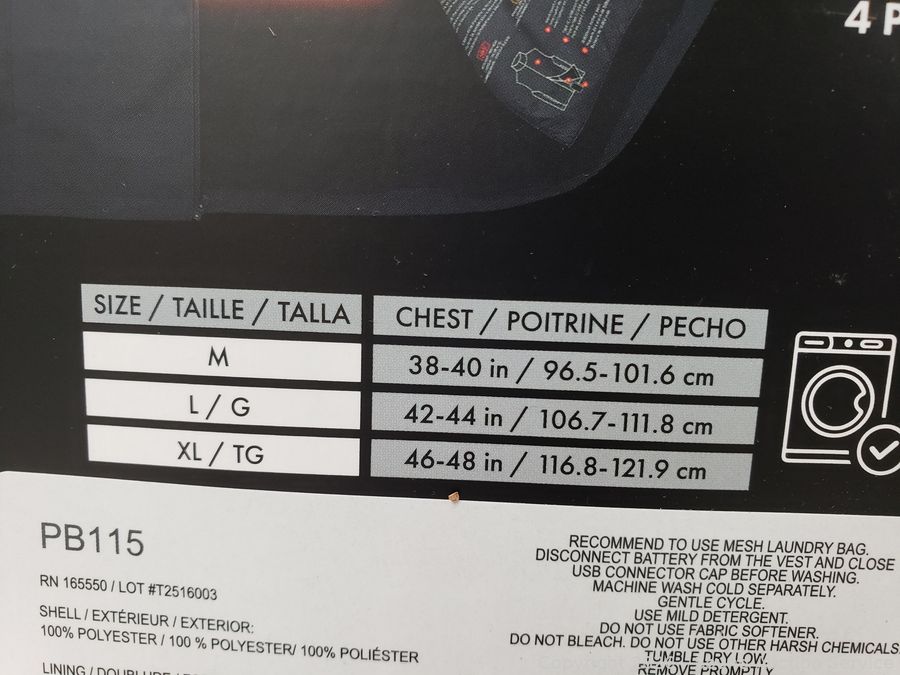 4 P
SIZE / TAILLE / TALLA
CHEST / POITRINE / PECHO
M
38-40 in / 96.5-101.6 cm
L / G
42-44 in / 106.7-111.8 cm
XL / TG
46-48 in / 116.8-121.9 cm
PB115
RN 165550 / LOT #T2516003
SHELL / EXTÉRIEUR / EXTERIOR:
100% POLYESTER / 100 % POLYESTER/ 100% POLIÉSTER
LINING / DOUBLURE /
RECOMMEND TO USE MESH LAUNDRY BAG.
DISCONNECT BATTERY FROM THE VEST AND CLOSE
USB CONNECTOR CAP BEFORE WASHING.
MACHINE WASH COLD SEPARATELY.
GENTLE CYCLE.
USE MILD DETERGENT.
DO NOT USE FABRIC SOFTENER.
DO NOT BLEACH. DO NOT USE OTHER HARSH CHEMICALS.
TUMBLE DRY LOW.
REMOVE PROMPTLY